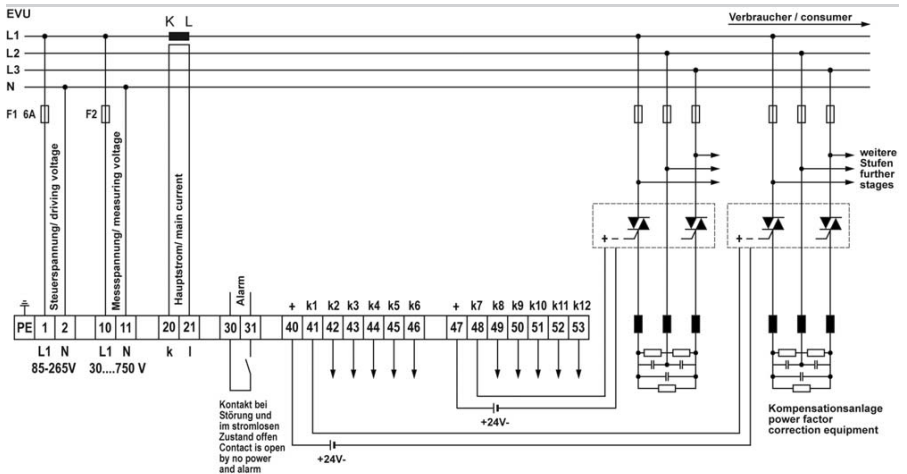 EVU
K L
Verbraucher / consumer
L1
L2
L3
N
F1 6A
F2
Steuerspannung/ driving voltage
Messspannung/ measuring voltage
Hauptstrom/ main current
weitere
Stufen
further
stages
+ -
+ -
Alarm
+ k1 k2 k3 k4 k5 k6
+ k7 k8 k9 k10 k11 k12
PE 1 2 10 11 20 21 30 31 40 41 42 43 44 45 46 47 48 49 50 51 52 53
L1 N
85-265V
L1 N
30....750 V
k l
Kontakt bei
Störung und
im stromlosen
Zustand offen
Contact is open
by no power
and alarm
+24V-
+24V-
Kompensationsanlage
power factor
correction equipment